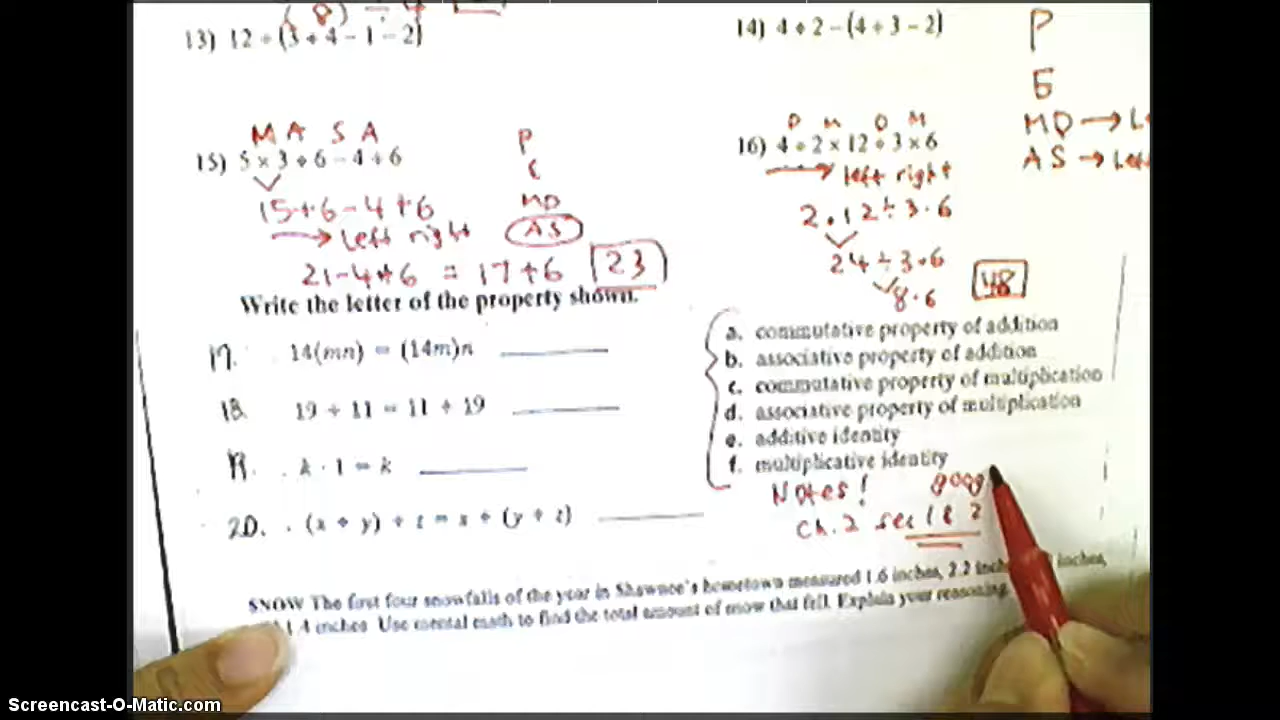 ( 8 ) ÷ 4
13) 12 ÷ (3 + 4 - 1 - 2)
14) 4 ÷ 2 - (4 ÷ 3 - 2)
P
E
MD → L
AS → Left
M A S A
15) 5 × 3 + 6 - 4 + 6
15+6-4+6
→ Left right
21-4+6 = 17+6 23
P
E
MD
AS
D M D M
16) 4 ÷ 2 × 12 ÷ 3 × 6
→ left right
2 · 12 ÷ 3 · 6
24 ÷ 3 · 6
8 · 6 48
Write the letter of the property shown.
17. 14(mn) = (14m)n
18. 19 + 11 = 11 + 19
19. k · 1 = k
20. (x + y) + z = x + (y + z)
a. commutative property of addition
b. associative property of addition
c. commutative property of multiplication
d. associative property of multiplication
e. additive identity
f. multiplicative identity
Notes! goog
Ch. 2 sec 1 & 2
SNOW The first four snowfalls of the year in Shawnee's hometown measured 1.6 inches, 2.2 inches, inches,
1.4 inches. Use mental math to find the total amount of snow that fell. Explain your reasoning.
Screencast-O-Matic.com